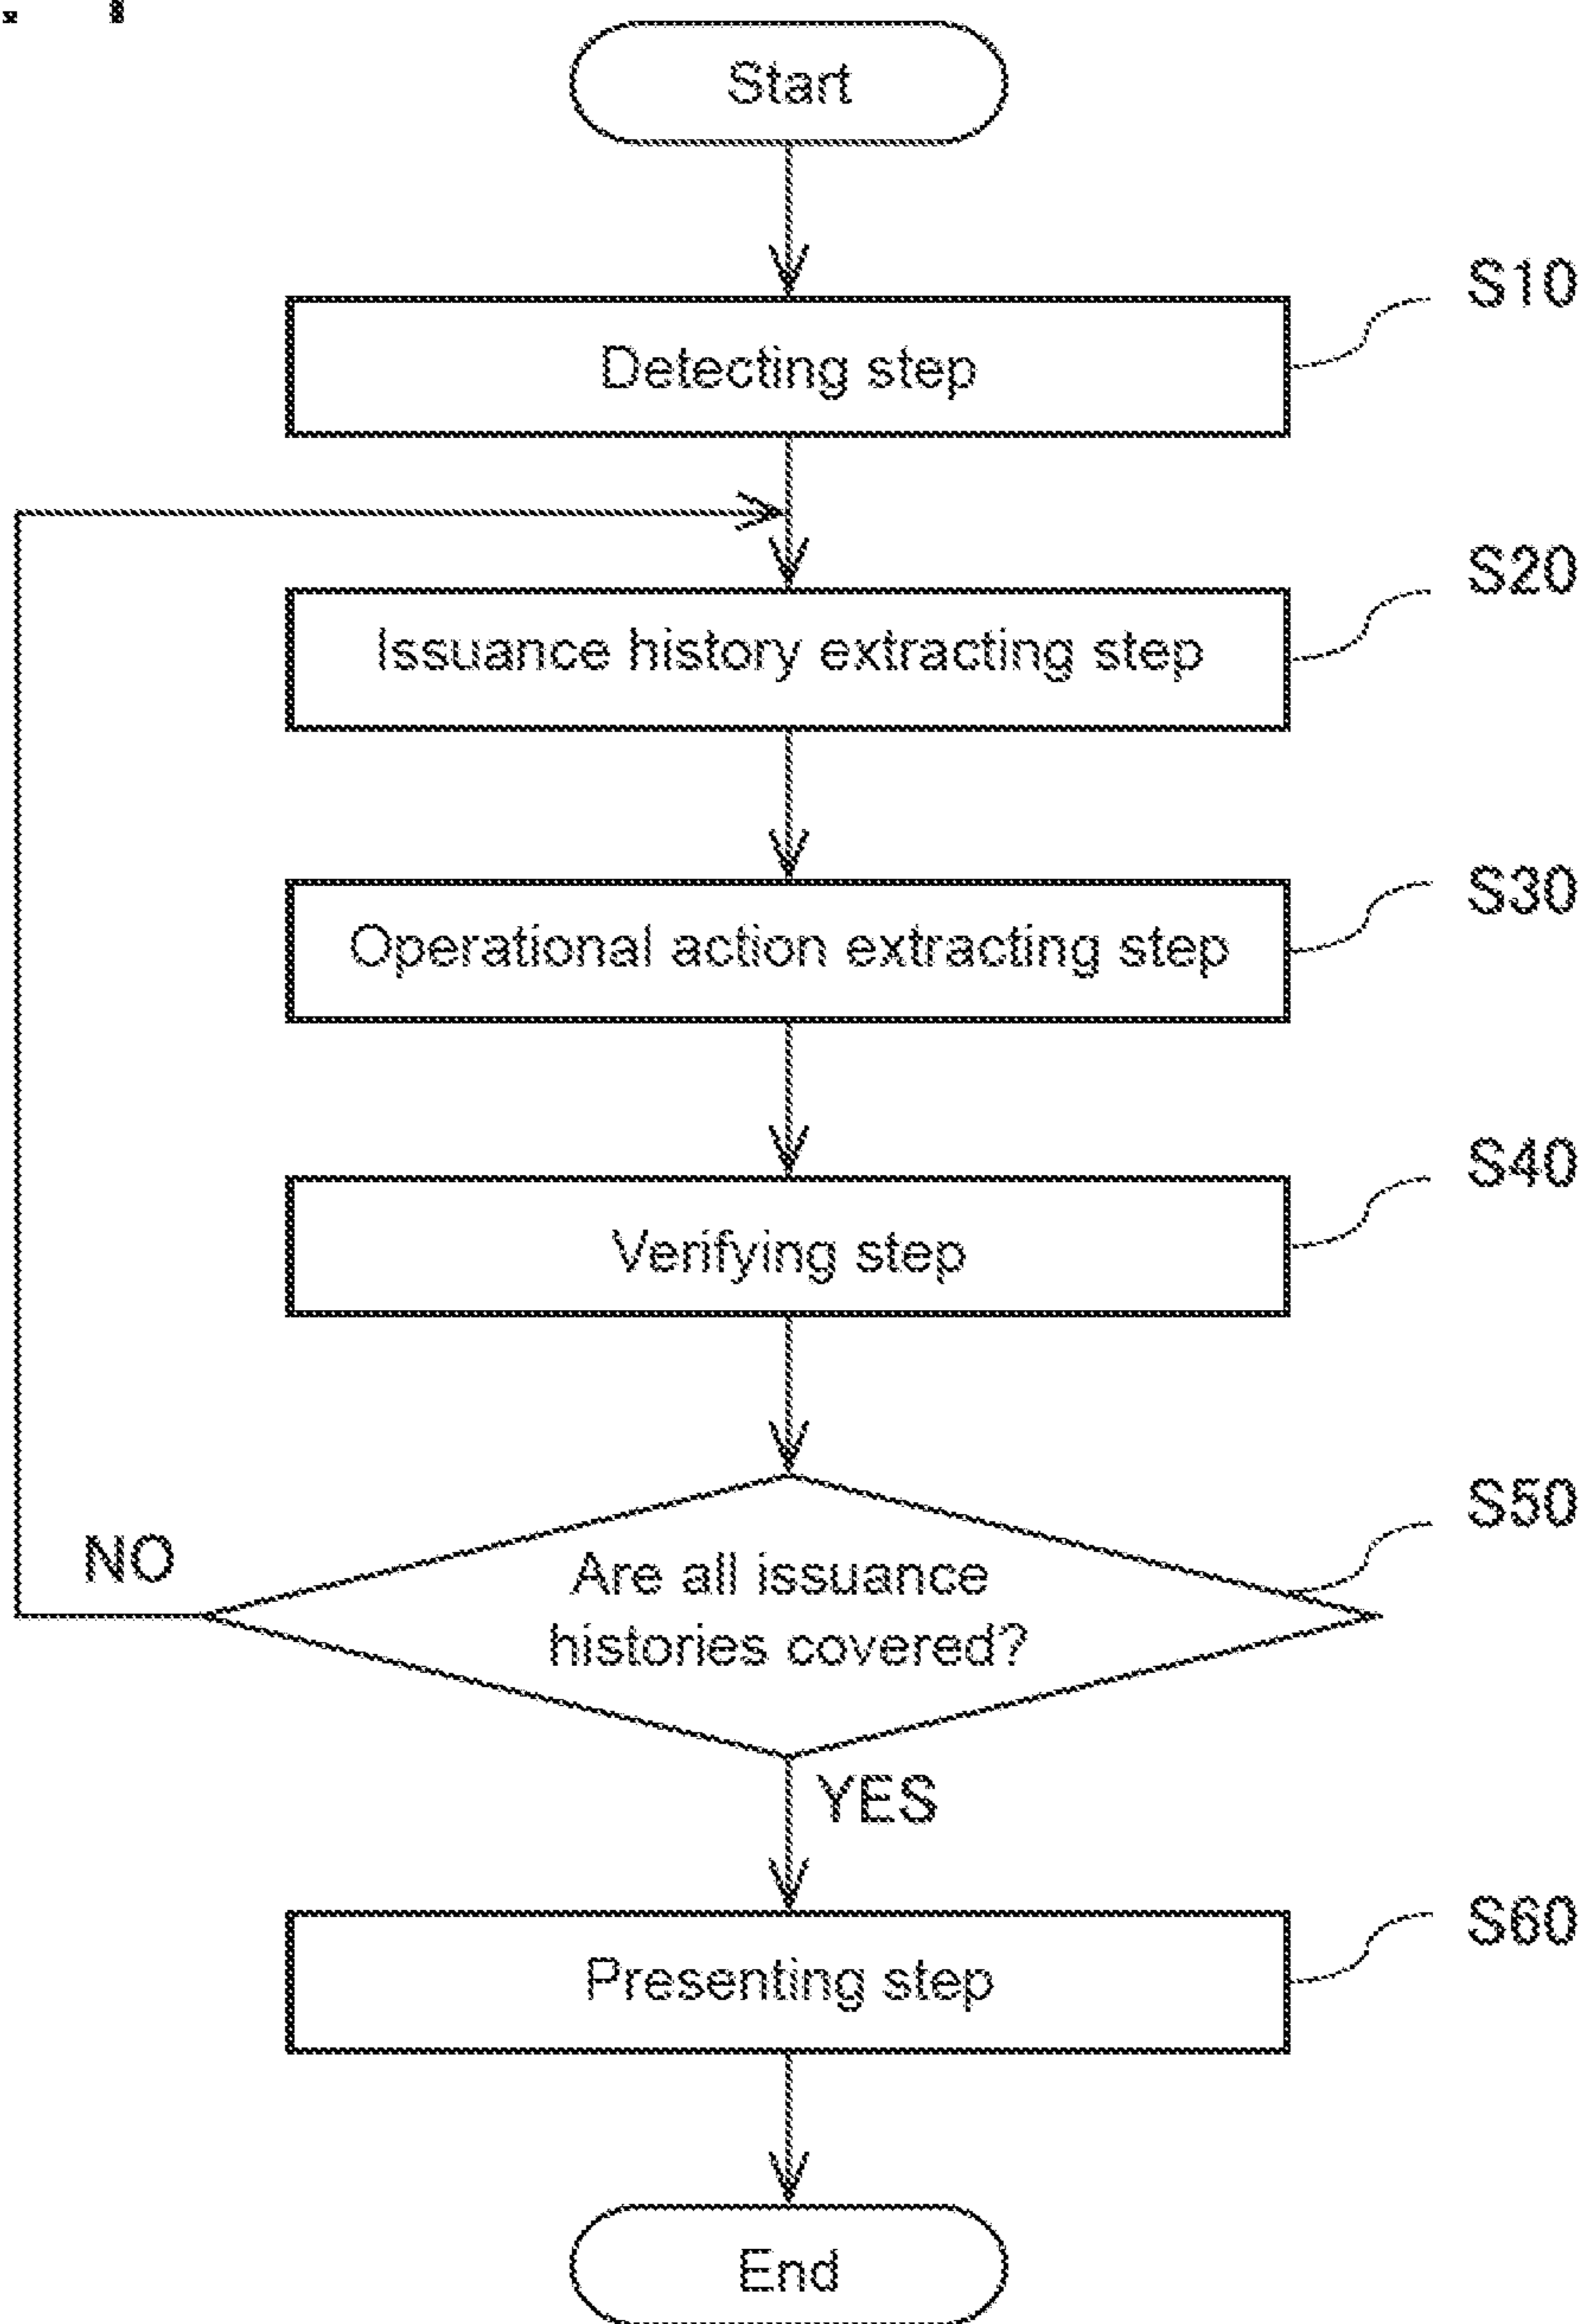 Start
S10
Detecting step
S20
Issuance history extracting step
S30
Operational action extracting step
S40
Verifying step
S50
NO
Are all issuance
histories covered?
YES
S60
Presenting step
End